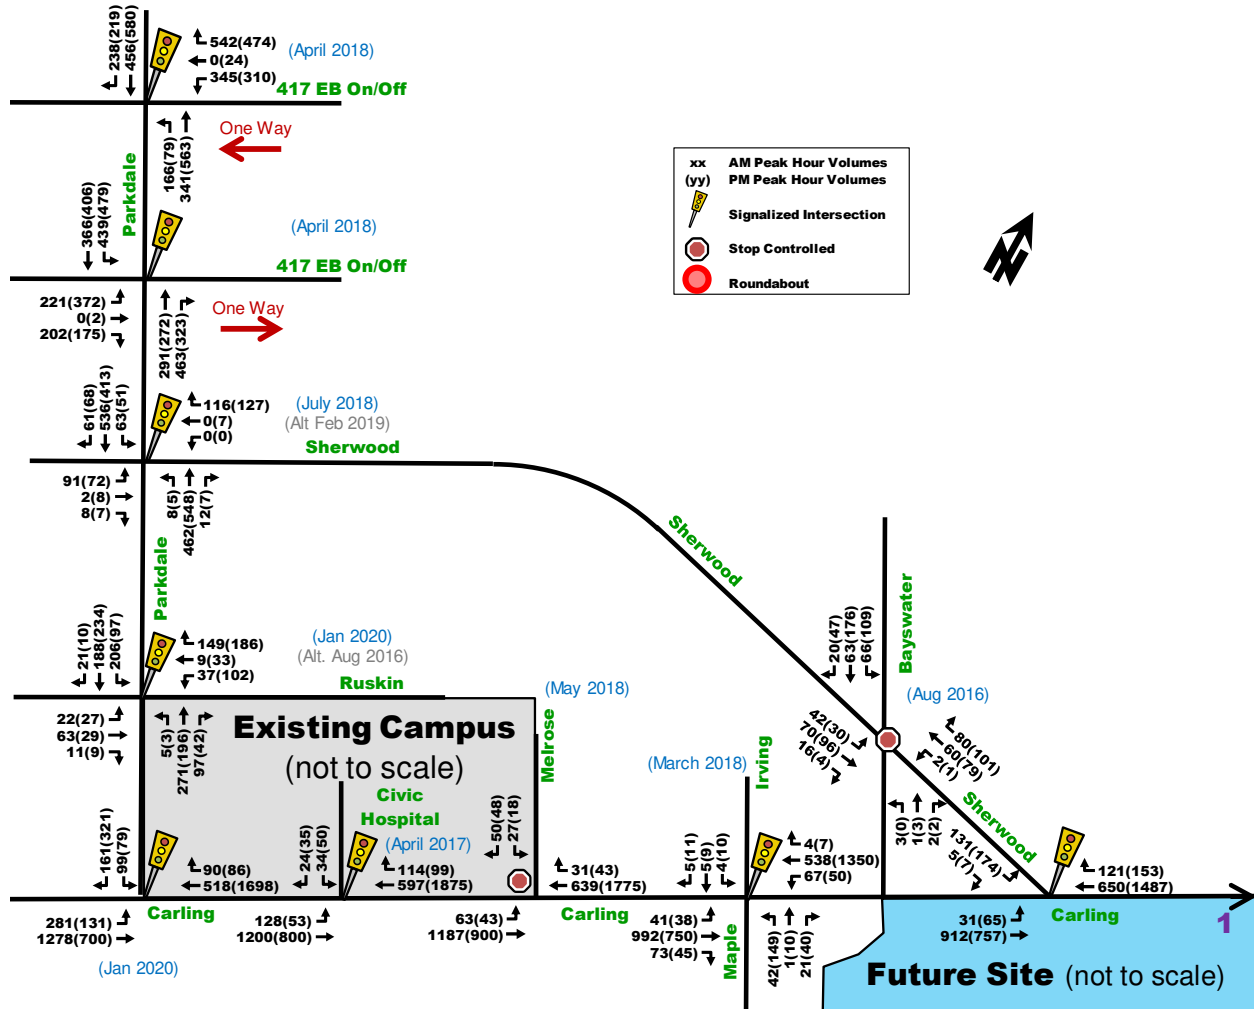 238(219)
456(580)
542(474)
0(24)
345(310)
(April 2018)
417 EB On/Off
One Way
166(79)
341(563)
Parkdale
366(406)
439(479)
(April 2018)
417 EB On/Off
221(372)
0(2)
202(175)
291(272)
463(323)
One Way
xx AM Peak Hour Volumes
(yy) PM Peak Hour Volumes
Signalized Intersection
Stop Controlled
Roundabout
N
61(68)
536(413)
63(51)
116(127)
0(7)
0(0)
(July 2018)
(Alt Feb 2019)
Sherwood
91(72)
2(8)
8(7)
8(5)
462(548)
12(7)
Sherwood
Parkdale
Bayswater
21(10)
188(234)
206(97)
149(186)
9(33)
37(102)
(Jan 2020)
(Alt. Aug 2016)
Ruskin
20(47)
63(176)
66(109)
(Aug 2016)
22(27)
63(29)
11(9)
5(3)
271(196)
97(42)
Existing Campus
(not to scale)
(May 2018)
Melrose
42(30)
70(96)
16(4)
80(101)
60(79)
2(1)
(March 2018)
Irving
Civic
Hospital
(April 2017)
3(0)
1(3)
2(2)
Sherwood
131(174)
5(7)
161(321)
99(79)
90(86)
518(1698)
24(35)
34(50)
114(99)
597(1875)
50(48)
27(18)
31(43)
639(1775)
5(11)
5(9)
4(10)
4(7)
538(1350)
67(50)
121(153)
650(1487)
281(131)
1278(700)
Carling
128(53)
1200(800)
63(43)
1187(900)
Carling
41(38)
992(750)
73(45)
Maple
42(149)
1(10)
21(40)
31(65)
912(757)
Carling
1
(Jan 2020)
Future Site (not to scale)